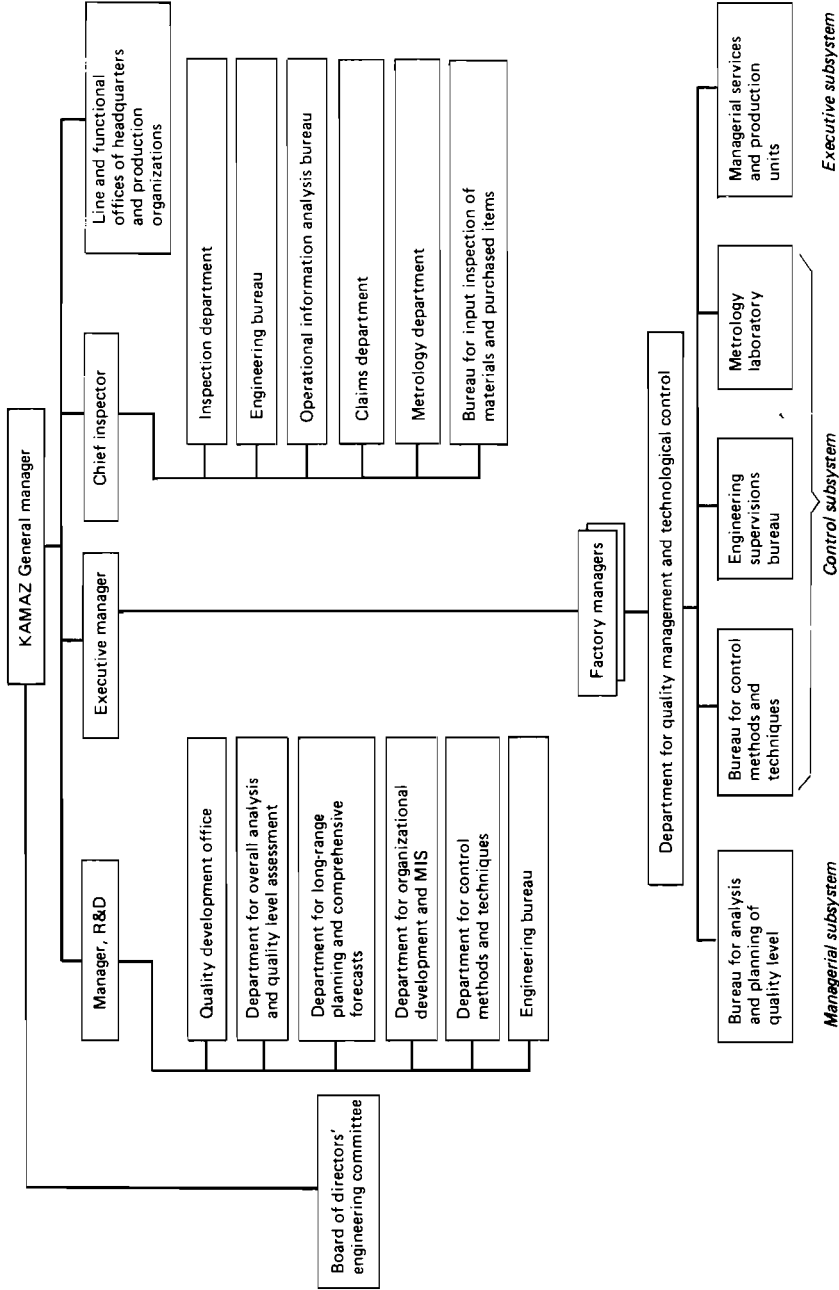 KAMAZ General manager
Manager, R&D
Executive manager
Chief inspector
Line and functional
offices of headquarters
and production
organizations
Board of directors'
engineering committee
Quality development office
Department for overall analysis
and quality level assessment
Department for long-range
planning and comprehensive
forecasts
Department for organizational
development and MIS
Department for control
methods and techniques
Engineering bureau
Inspection department
Engineering bureau
Operational information analysis bureau
Claims department
Metrology department
Bureau for input inspection of
materials and purchased items
Factory managers
Department for quality management and technological control
Bureau for analysis
and planning of
quality level
Bureau for control
methods and
techniques
Engineering
supervisions
bureau
Metrology
laboratory
Managerial services
and production
units
Managerial subsystem
Control subsystem
Executive subsystem